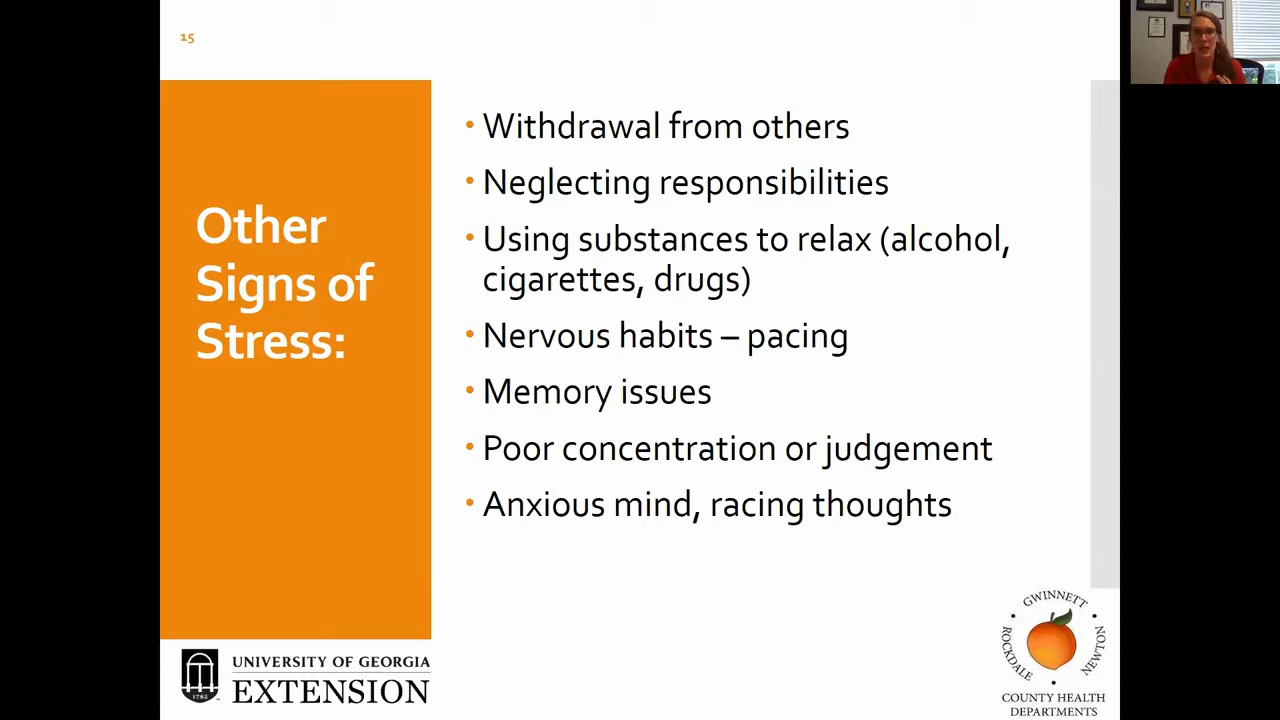 15
Other
Signs of
Stress:
• Withdrawal from others
• Neglecting responsibilities
• Using substances to relax (alcohol,
cigarettes, drugs)
• Nervous habits – pacing
• Memory issues
• Poor concentration or judgement
• Anxious mind, racing thoughts
1785
UNIVERSITY OF GEORGIA
EXTENSION
GWINNETT
ROCKDALE
NEWTON
COUNTY HEALTH
DEPARTMENTS